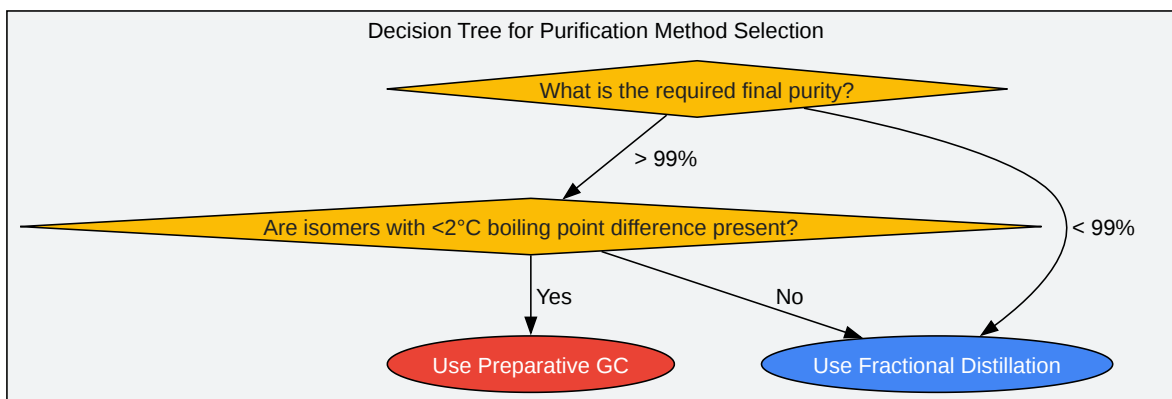 Decision Tree for Purification Method Selection
What is the required final purity?
> 99%
Are isomers with <2°C boiling point difference present?
< 99%
Yes
No
Use Preparative GC
Use Fractional Distillation